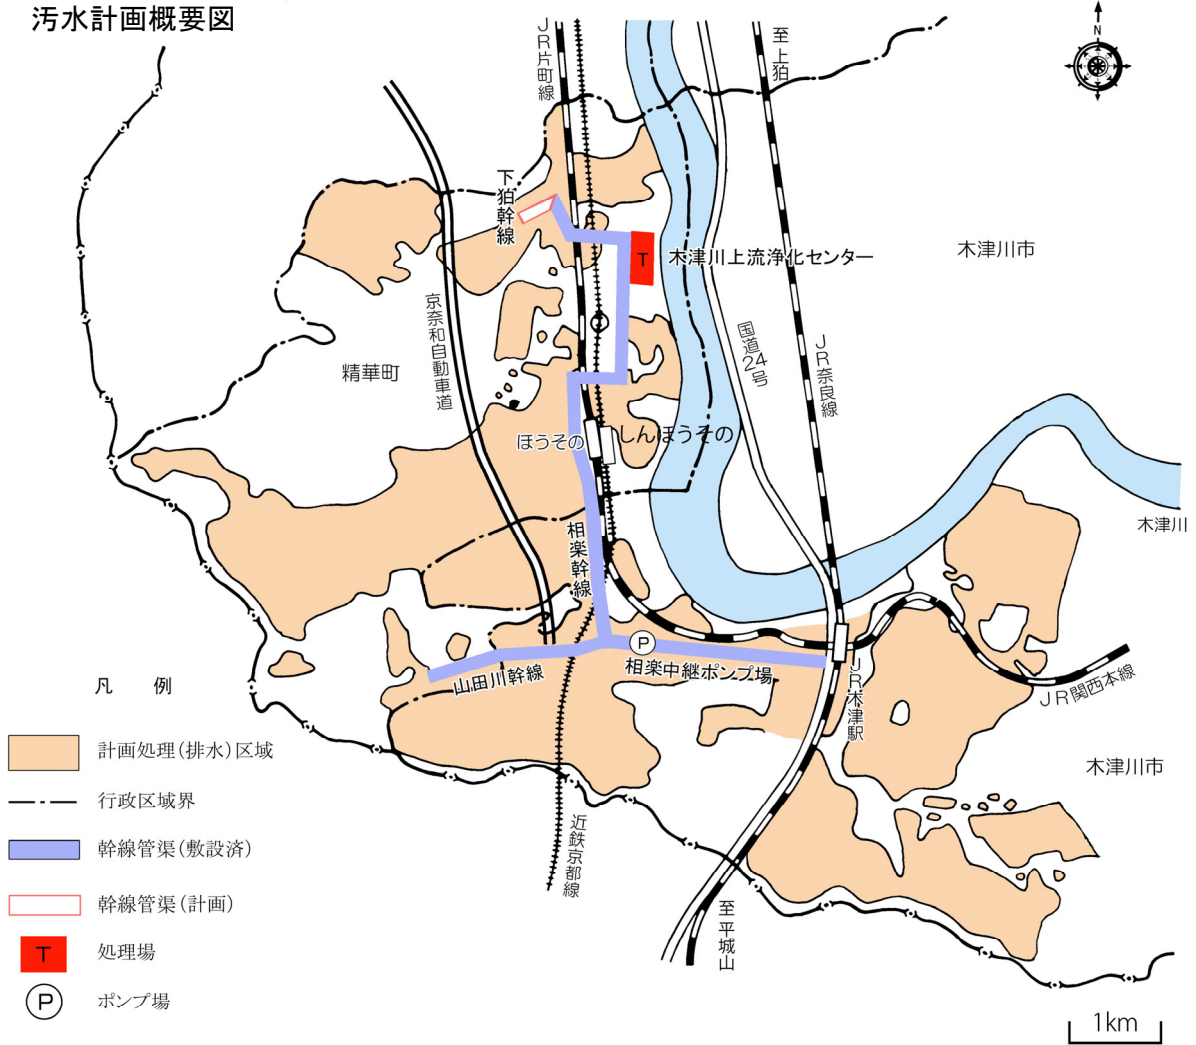 汚水計画概要図
N
JR片町線
至上狛
下狛幹線
T
木津川上流浄化センター
木津川市
京奈和自動車道
国道24号
JR奈良線
精華町
ほうその
しんほうその
木津川
相楽幹線
P
山田川幹線
相楽中継ポンプ場
JR木津駅
JR関西本線
木津川市
近鉄京都線
至平城山
凡 例
計画処理(排水)区域
行政区域界
幹線管渠(敷設済)
幹線管渠(計画)
T
処理場
P
ポンプ場
1km